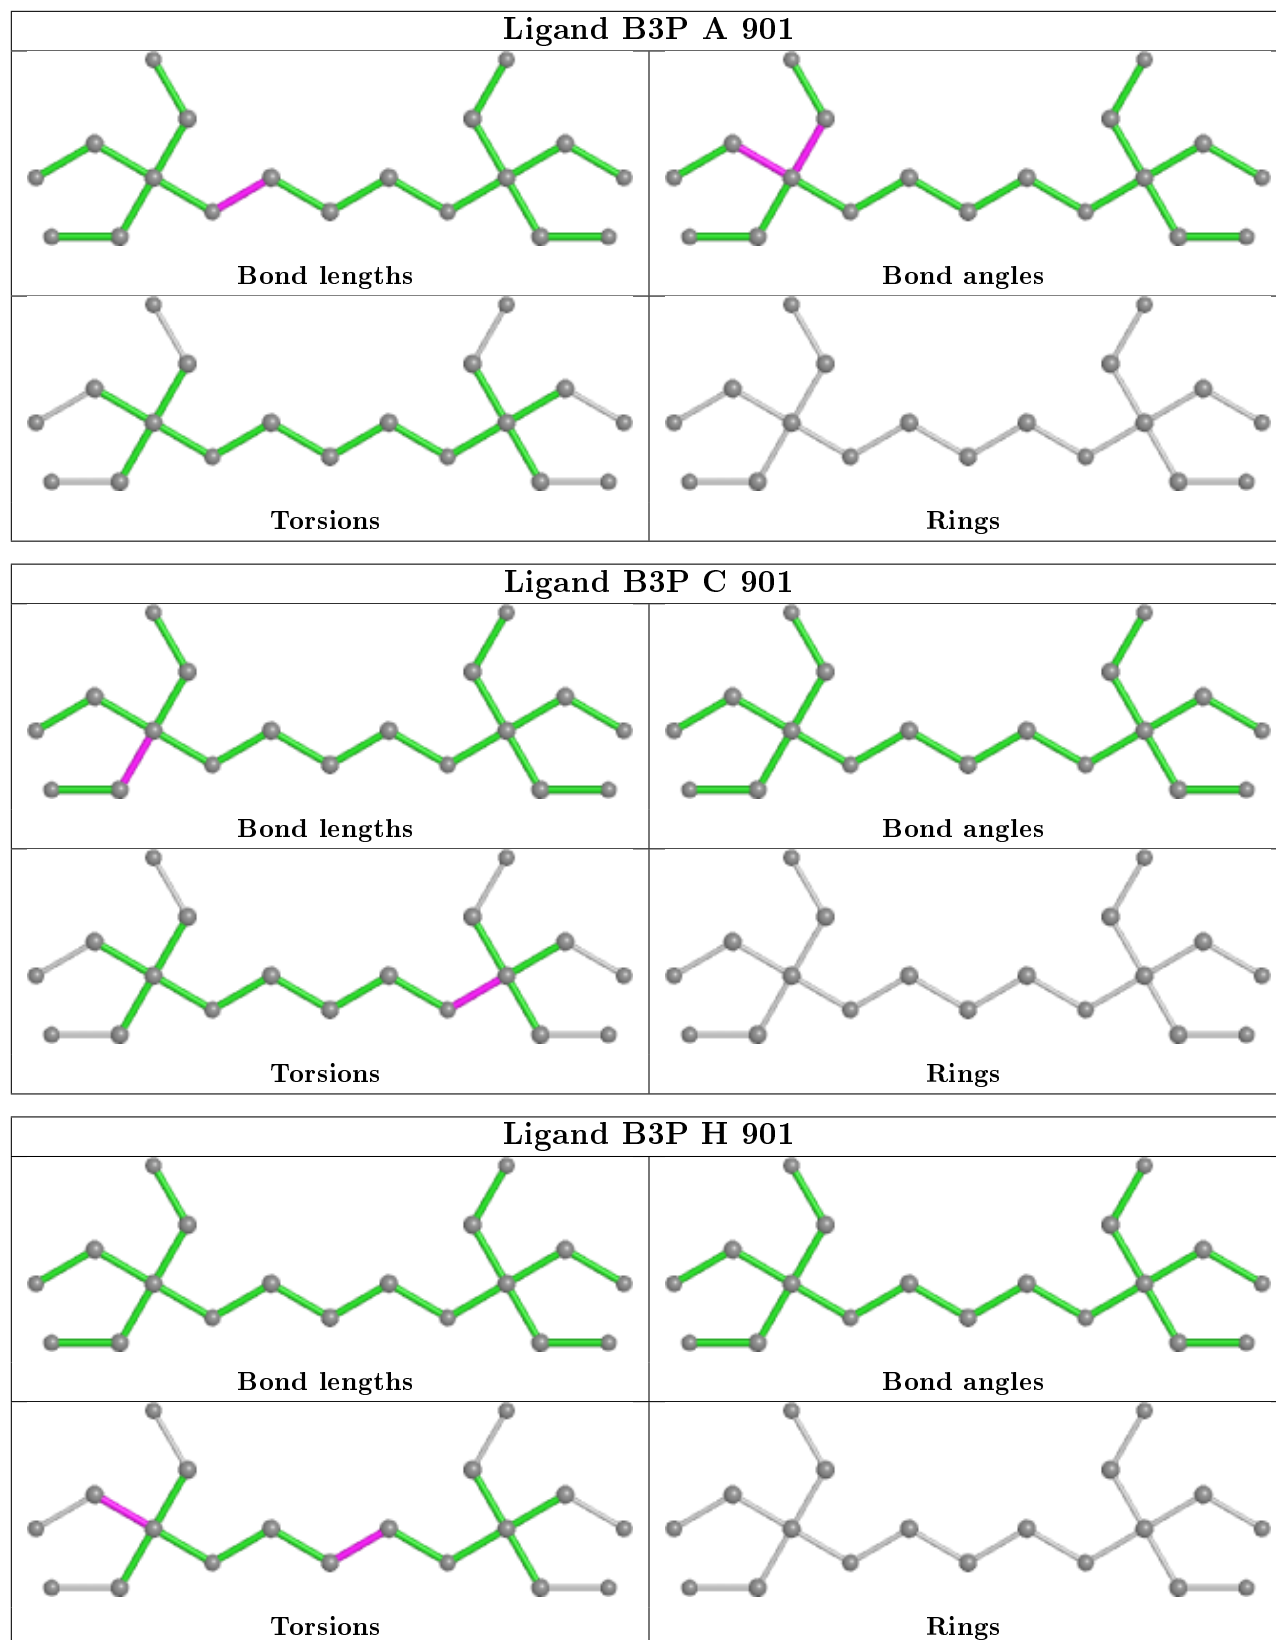 Ligand B3P A 901
Bond lengths
Bond angles
Torsions
Rings
Ligand B3P C 901
Bond lengths
Bond angles
Torsions
Rings
Ligand B3P H 901
Bond lengths
Bond angles
Torsions
Rings